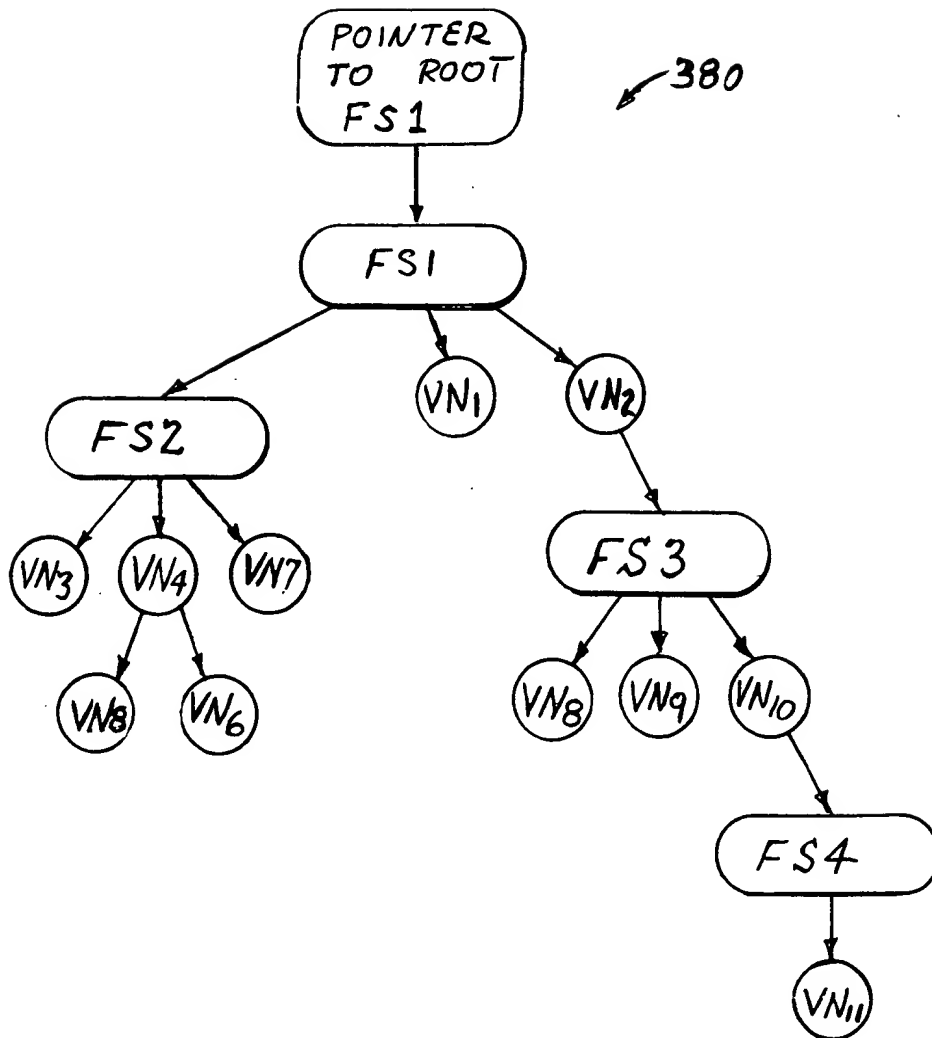 POINTER
TO ROOT
FS1
380
FS1
VN1
VN2
FS2
FS3
VN3
VN4
VN7
VN8
VN6
VN8
VN9
VN10
FS4
VN11